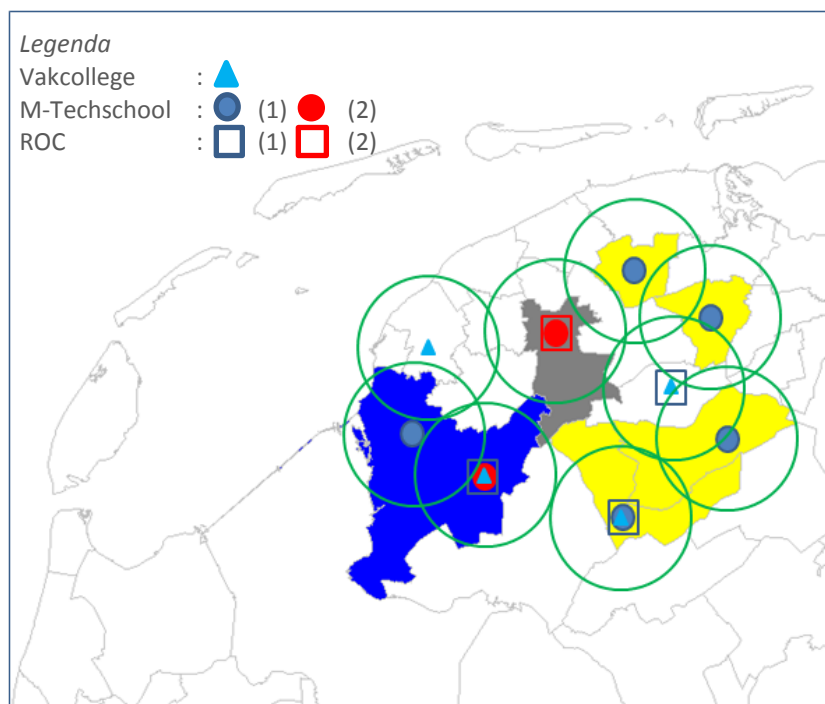 Legenda
Vakcollege :
M-Techschool : (1) (2)
ROC : (1) (2)